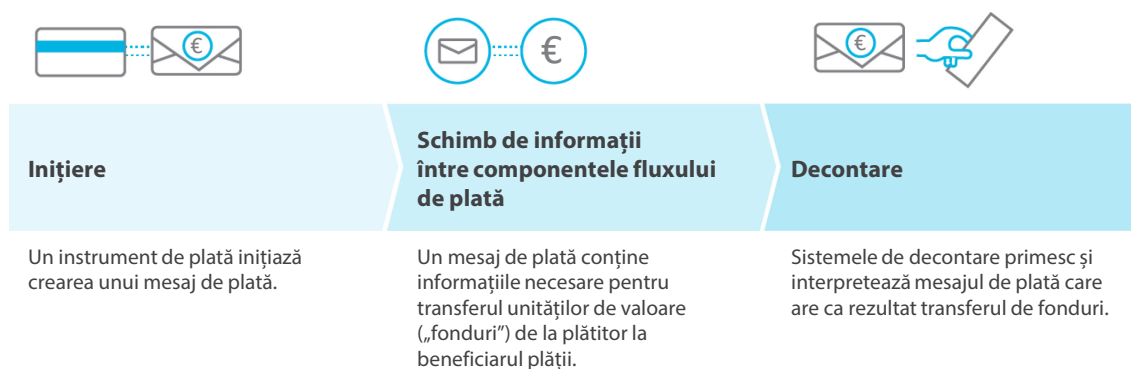 €
€
€
Inițiere
Schimb de informații
între componentele fluxului
de plată
Decontare
Un instrument de plată inițiază
crearea unui mesaj de plată.
Un mesaj de plată conține
informațiile necesare pentru
transferul unităților de valoare
(„fonduri”) de la plătitor la
beneficiarul plății.
Sistemele de decontare primesc și
interpretează mesajul de plată care
are ca rezultat transferul de fonduri.